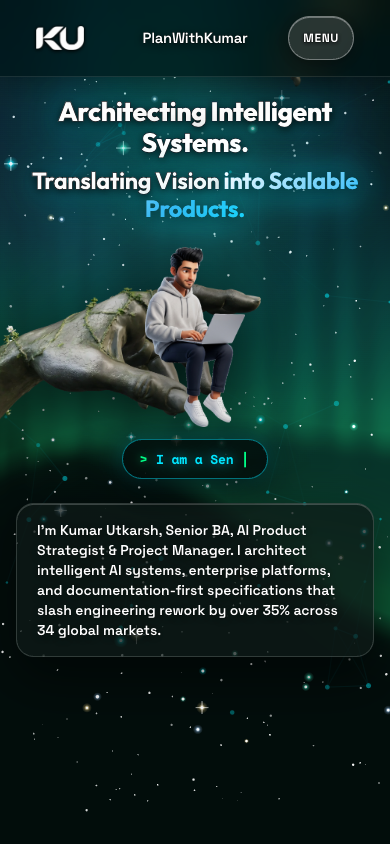 KU
PlanWithKumar
MENU
Architecting Intelligent
Systems.
Translating Vision into Scalable
Products.
> I am a Sen
I'm Kumar Utkarsh, Senior BA, AI Product
Strategist & Project Manager. I architect
intelligent AI systems, enterprise platforms,
and documentation-first specifications that
slash engineering rework by over 35% across
34 global markets.